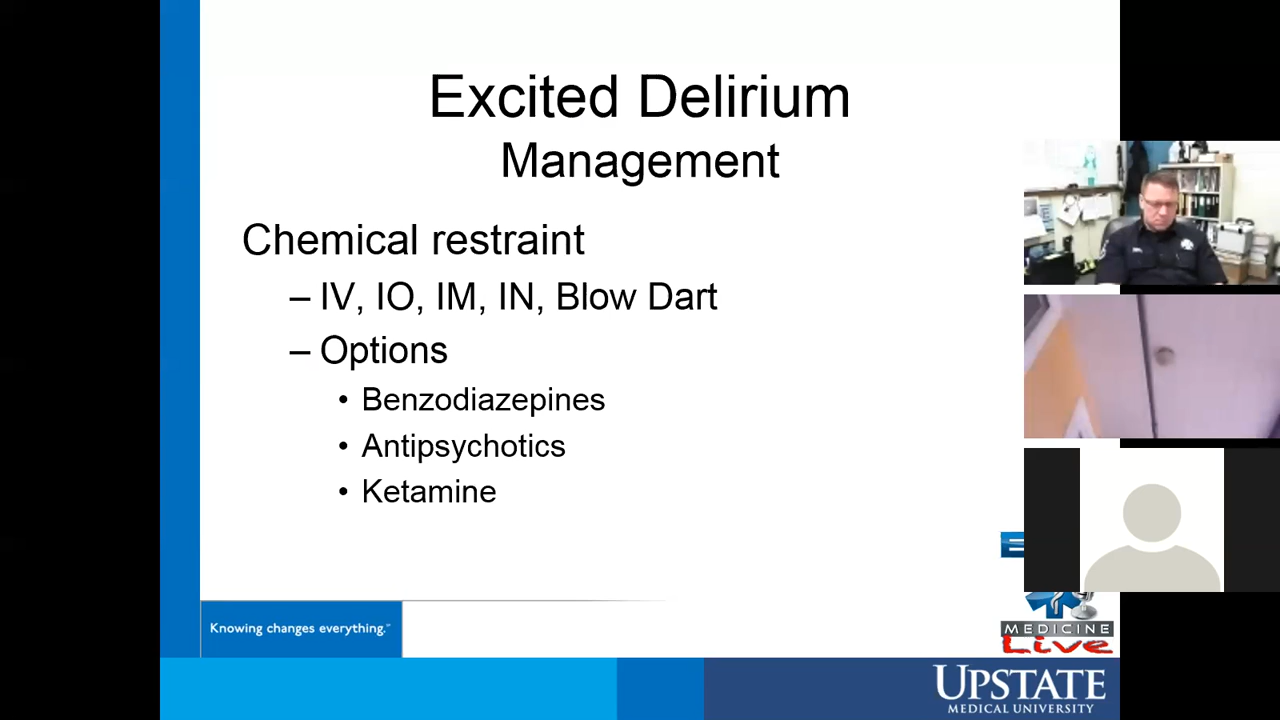 Excited Delirium
Management
Chemical restraint
– IV, IO, IM, IN, Blow Dart
– Options
• Benzodiazepines
• Antipsychotics
• Ketamine
Knowing changes everything.™
MEDICINE
Live
UPSTATE
MEDICAL UNIVERSITY